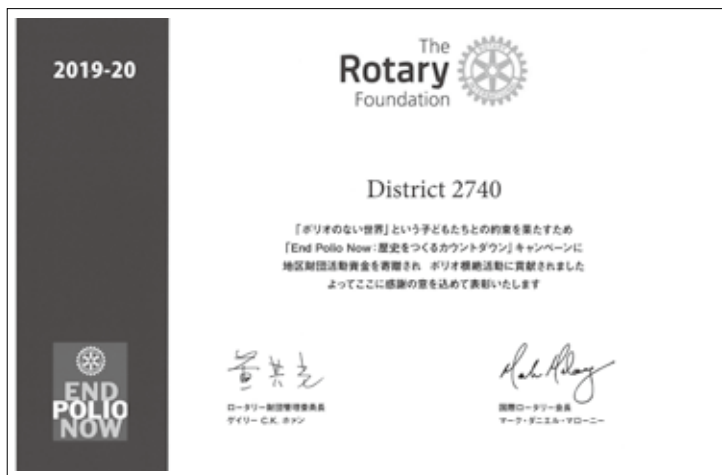 2019-20
The
Rotary
Foundation
District 2740
「ポリオのない世界」という子どもたちとの約束を果たすため
「End Polio Now:歴史をつくるカウントダウン」キャンペーンに
地区財団活動資金を寄贈され ポリオ根絶活動に貢献されました
よってここに感謝の意を込めて表彰いたします
ロータリー財団管理委員長
ゲイリー C.K. ホァン
国際ロータリー会長
マーク・ダニエル・マローニー
END
POLIO
NOW